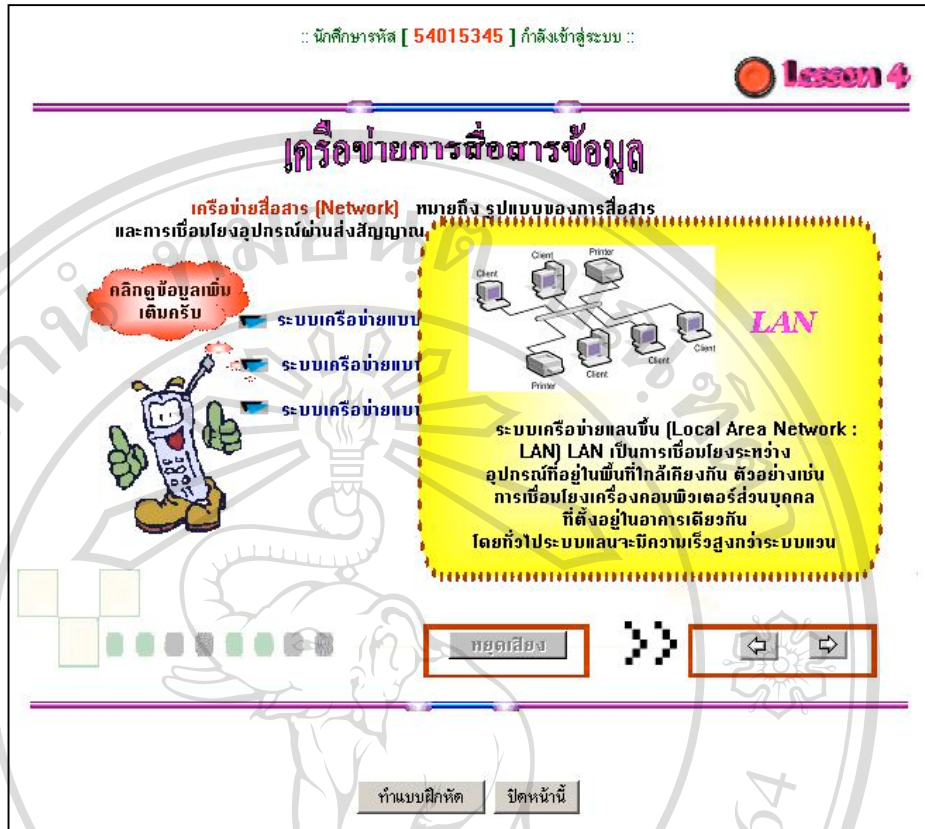 :: นักศึกษารหัส [ 54015345 ] กำลังเข้าสู่ระบบ ::
Lesson 4
เครือข่ายการสื่อสารข้อมูล
เครือข่ายสื่อสาร (Network) หมายถึง รูปแบบของการสื่อสาร
และการเชื่อมโยงอุปกรณ์ผ่านส่งสัญญาณ
คลิกดูข้อมูลเพิ่ม
เติมครับ
ระบบเครือข่ายแบบ
ระบบเครือข่ายแบบ
ระบบเครือข่ายแบบ
Client
Client
Printer
Printer
Client
Client
Client
LAN
ระบบเครือข่ายแลนขึ้น (Local Area Network :
LAN) LAN เป็นการเชื่อมโยงระหว่าง
อุปกรณ์ที่อยู่ในพื้นที่ใกล้เคียงกัน ตัวอย่างเช่น
การเชื่อมโยงเครื่องคอมพิวเตอร์ส่วนบุคคล
ที่ตั้งอยู่ในอาคารเดียวกัน
โดยทั่วไประบบแลนจะมีความเร็วสูงกว่าระบบแวน
หยุดเสียง
ทำแบบฝึกหัด
ปิดหน้านี้